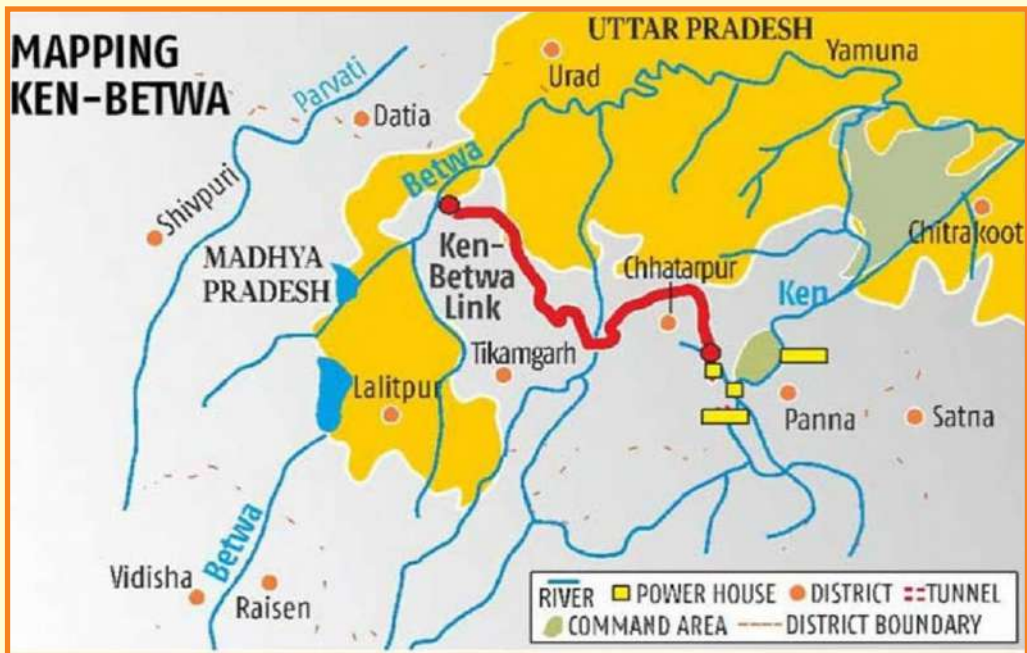 MAPPING
KEN-BETWA
UTTAR PRADESH
Yamuna
Urad
Parvati
Datia
Betwa
Shivpuri
Chitrakoot
MADHYA
PRADESH
Ken-
Betwa
Link
Chhatarpur
Ken
Tikamgarh
Lalitpur
Panna
Satna
Betwa
Vidisha
Raisen
RIVER POWER HOUSE DISTRICT TUNNEL
COMMAND AREA DISTRICT BOUNDARY